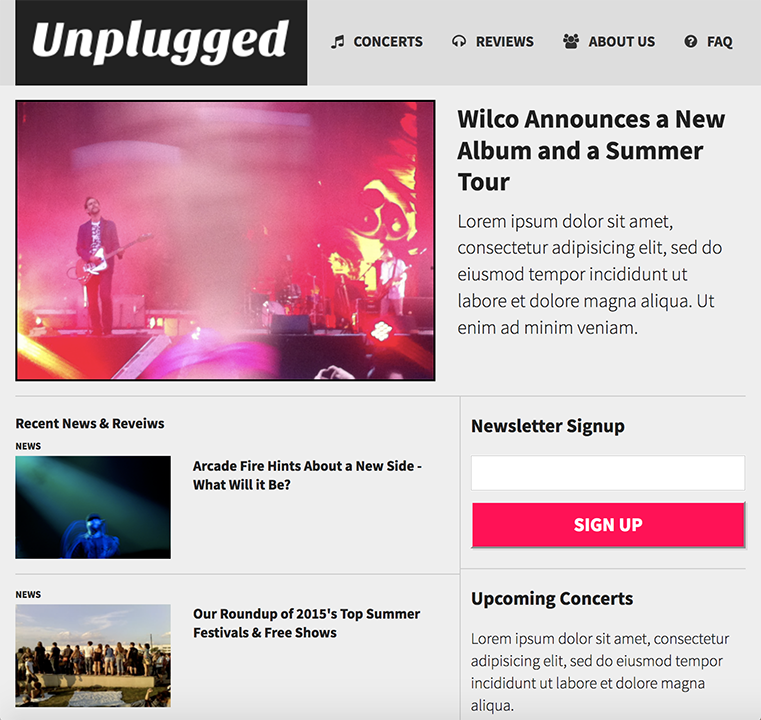 Unplugged
CONCERTS
REVIEWS
ABOUT US
FAQ
Wilco Announces a New
Album and a Summer
Tour
Lorem ipsum dolor sit amet,
consectetur adipisicing elit, sed do
eiusmod tempor incididunt ut
labore et dolore magna aliqua. Ut
enim ad minim veniam.
Recent News & Reveiws
NEWS
Arcade Fire Hints About a New Side -
What Will it Be?
NEWS
Our Roundup of 2015's Top Summer
Festivals & Free Shows
Newsletter Signup
SIGN UP
Upcoming Concerts
Lorem ipsum dolor sit amet, consectetur
adipisicing elit, sed do eiusmod tempor
incididunt ut labore et dolore magna
aliqua.